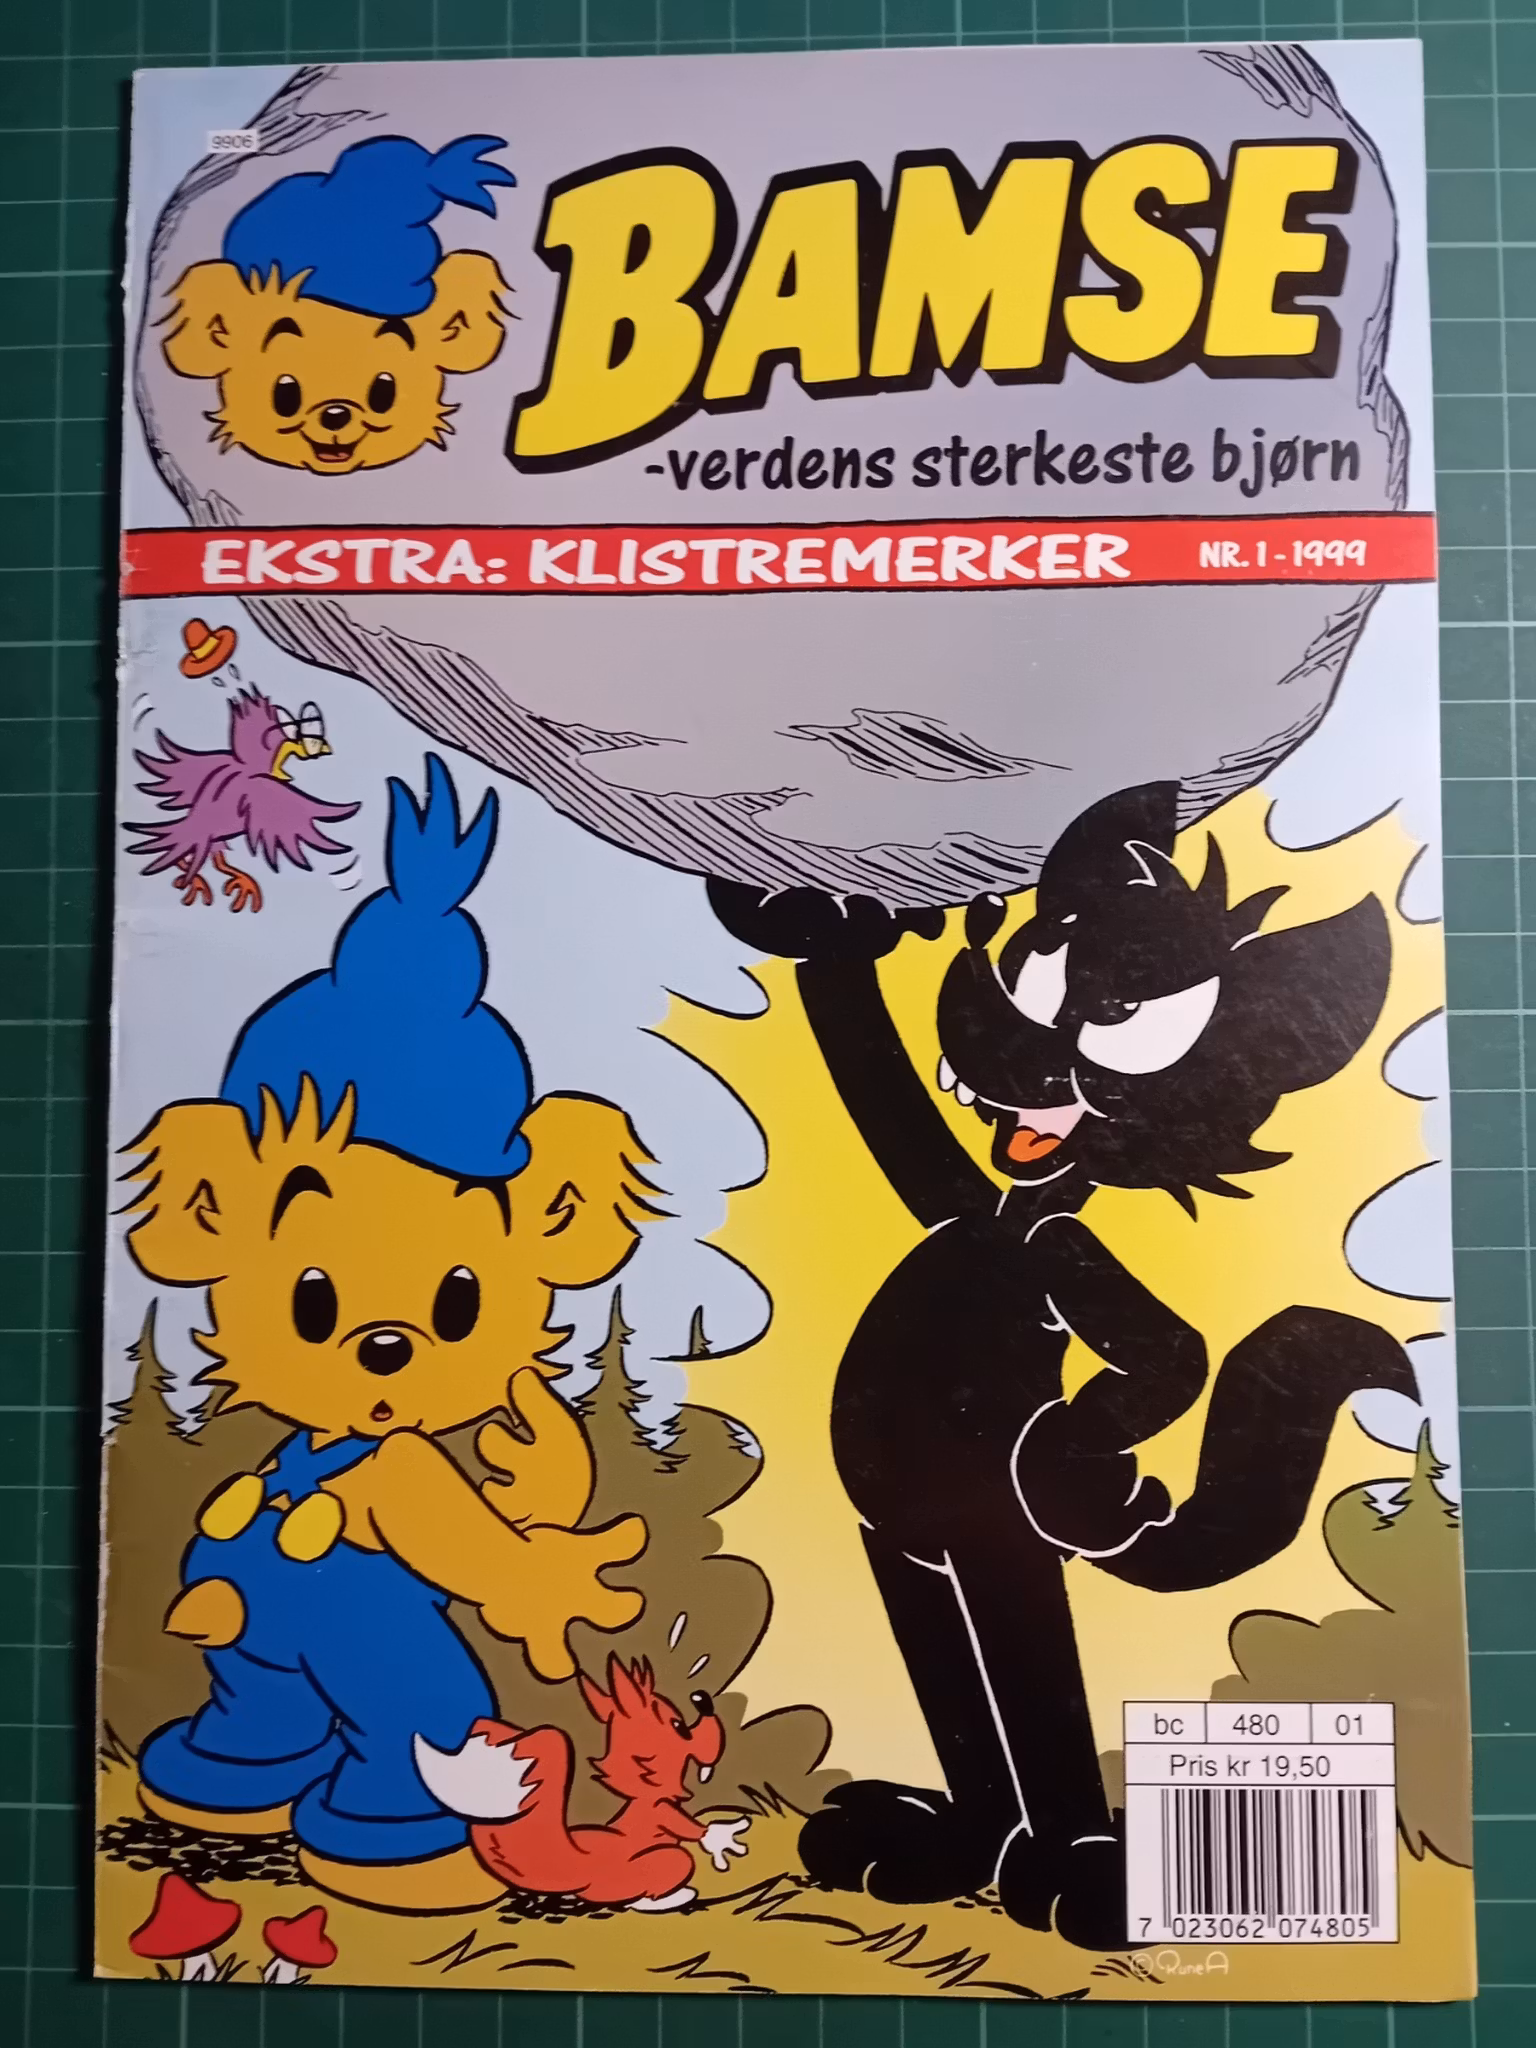 9906
BAMSE
-verdens sterkeste bjørn
EKSTRA: KLISTREMERKER NR. 1 - 1999
bc 480 01
Pris kr 19,50
7 023062 074805
© Rune A